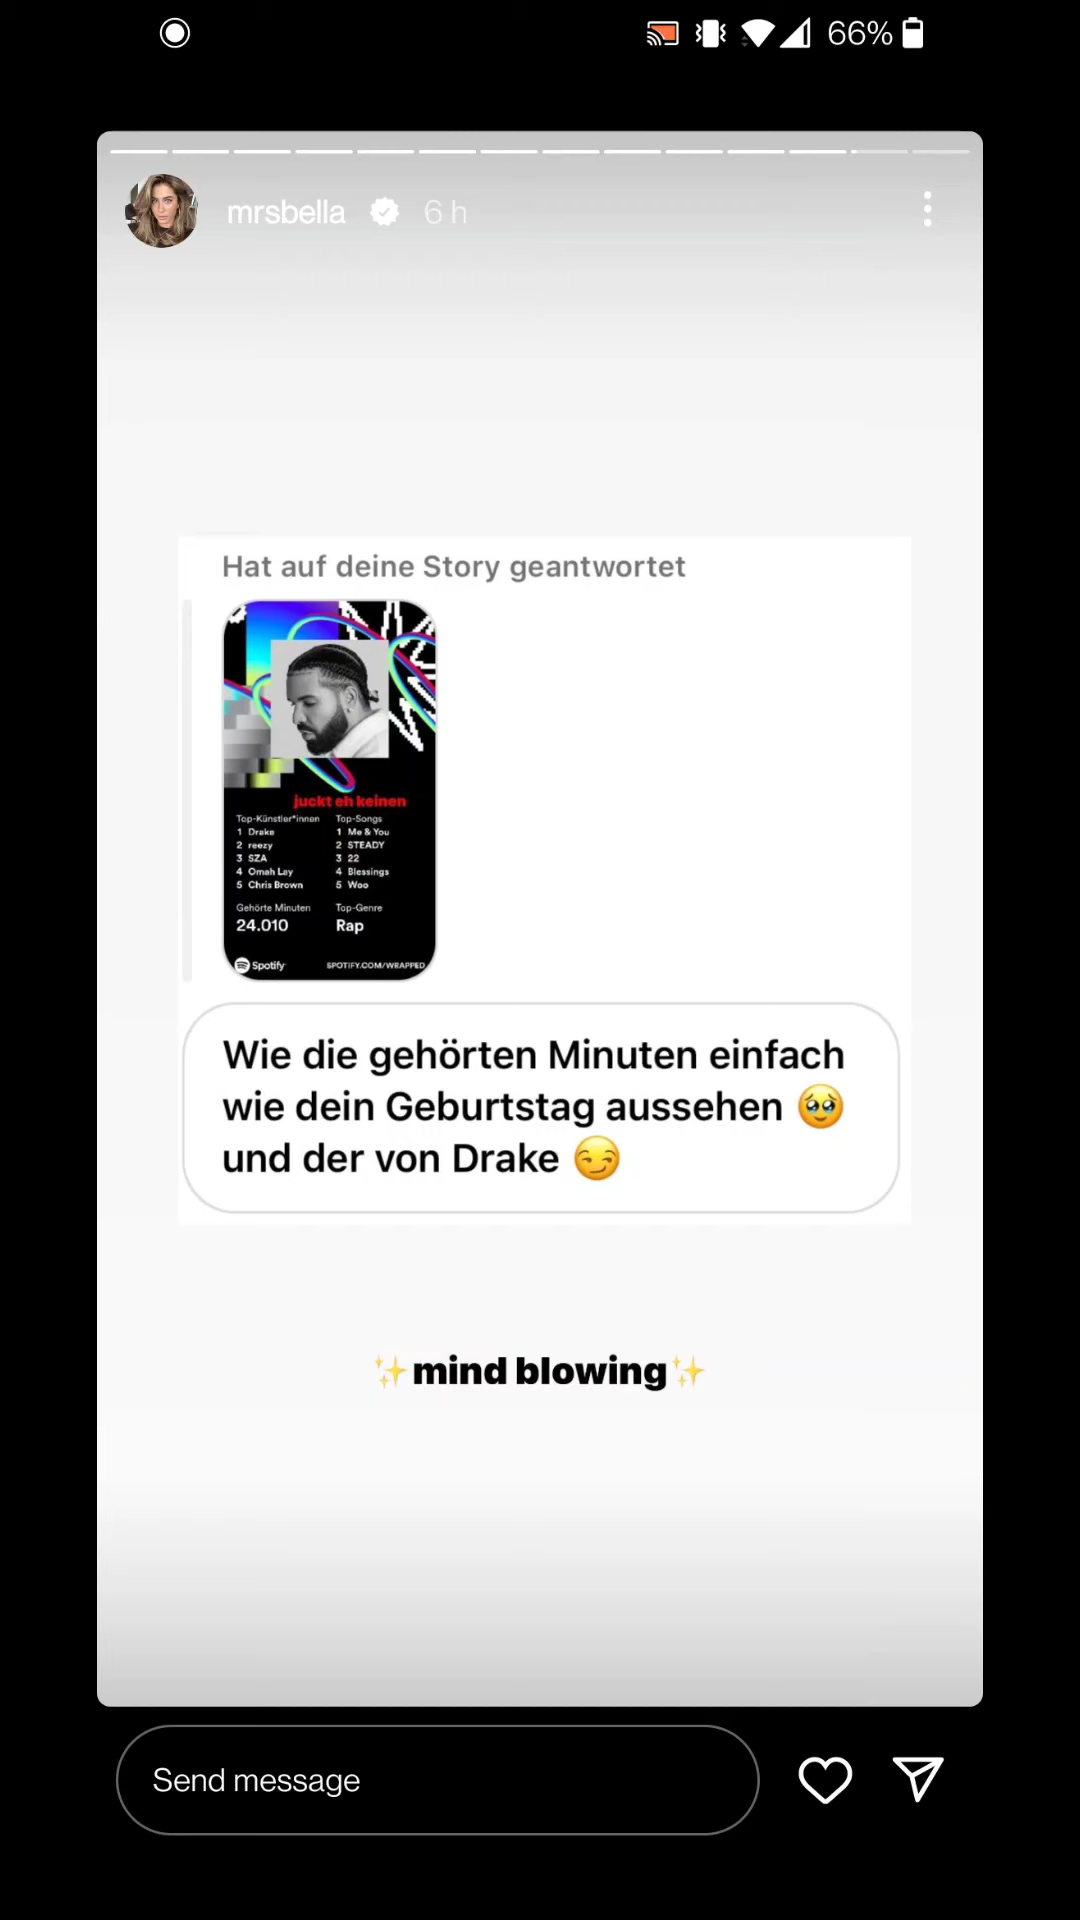 66%
mrsbella 6 h
Hat auf deine Story geantwortet
juckt eh keinen
Top-Künstler*innen
1 Drake
2 reezy
3 SZA
4 Omah Lay
5 Chris Brown
Top-Songs
1 Me & You
2 STEADY
3 22
4 Blessings
5 Woo
Gehörte Minuten
24.010
Top-Genre
Rap
Spotify
SPOTIFY.COM/WRAPPED
Wie die gehörten Minuten einfach
wie dein Geburtstag aussehen 🥹
und der von Drake 😏
✨mind blowing✨
Send message